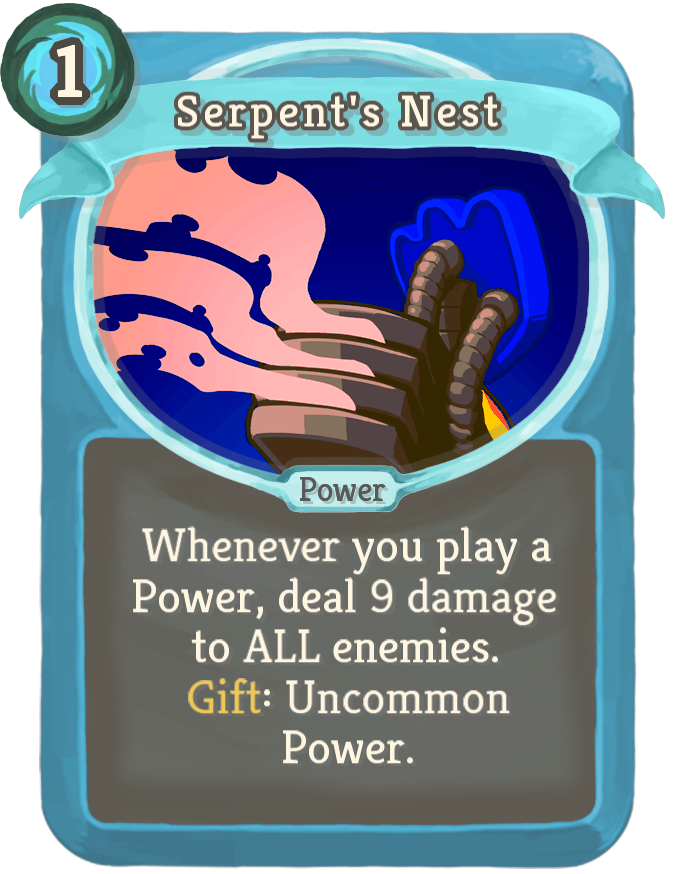 1
Serpent's Nest
Power
Whenever you play a
Power, deal 9 damage
to ALL enemies.
Gift: Uncommon
Power.